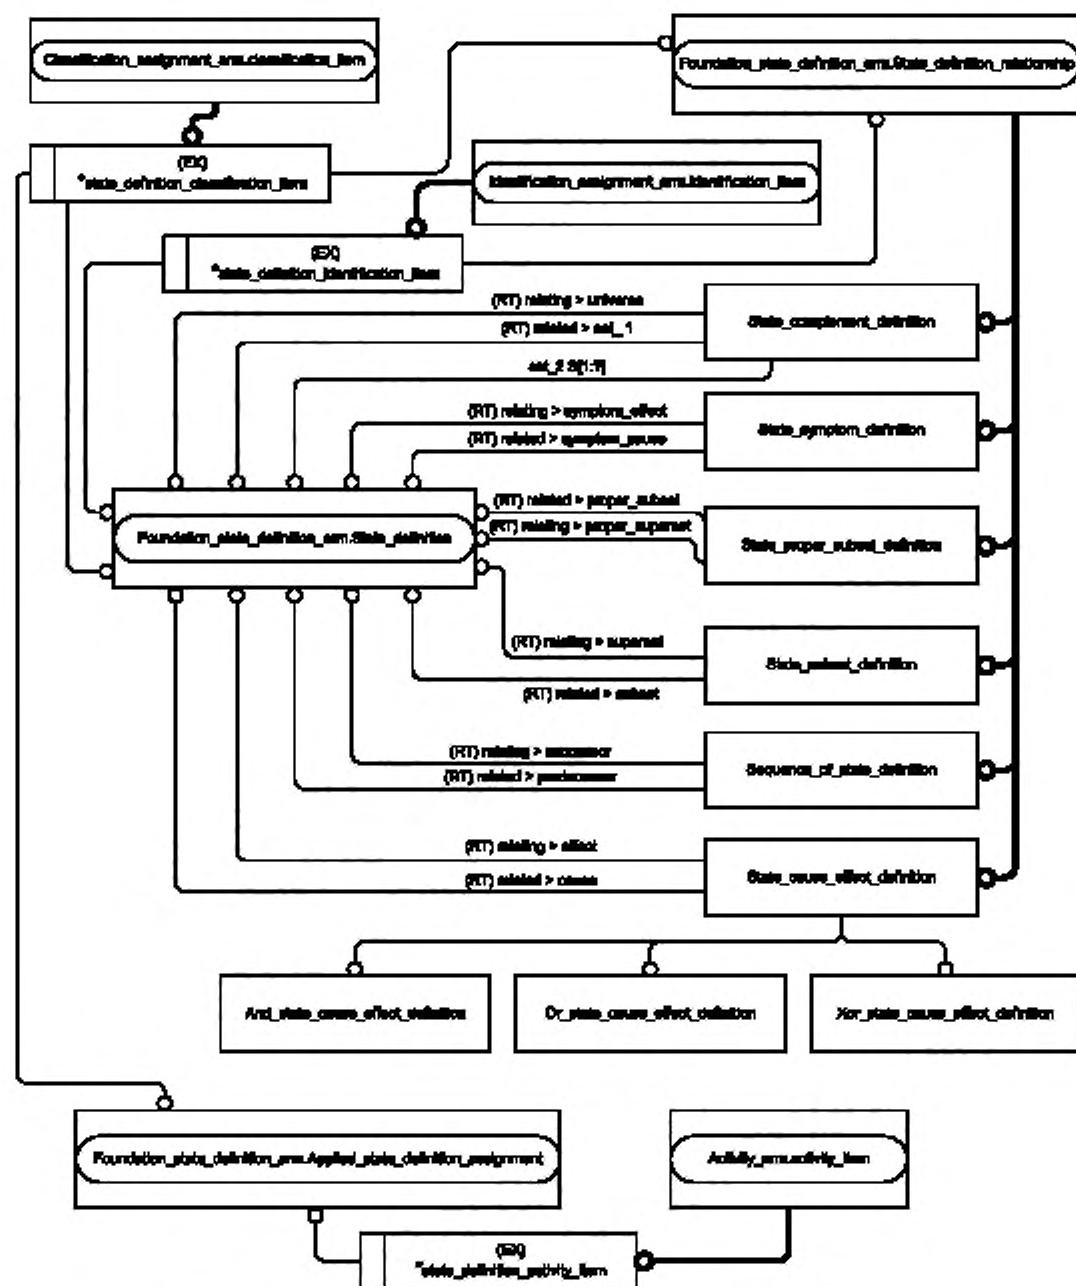 Classification_assignment_arm.classification_item
Foundation_state_definition_arm.State_definition_relationship
(EX)
*state_definition_classification_item
Identification_assignment_arm.identification_item
(EX)
*state_definition_identification_item
(RT) relating > universe
State_complement_definition
(RT) related > set_1
set_2 S[1:?]
(RT) relating > symptom_effect
State_symptom_definition
(RT) related > symptom_cause
(RT) related > proper_subset
(RT) relating > proper_superset
Foundation_state_definition_arm.State_definition
State_proper_subset_definition
(RT) relating > superset
State_subset_definition
(RT) related > subset
(RT) relating > successor
Sequence_of_state_definition
(RT) related > predecessor
(RT) relating > effect
State_cause_effect_definition
(RT) related > cause
And_state_cause_effect_definition
Or_state_cause_effect_definition
Xor_state_cause_effect_definition
Foundation_state_definition_arm.Applied_state_definition_assignment
Activity_arm.activity_item
(EX)
*state_definition_activity_item